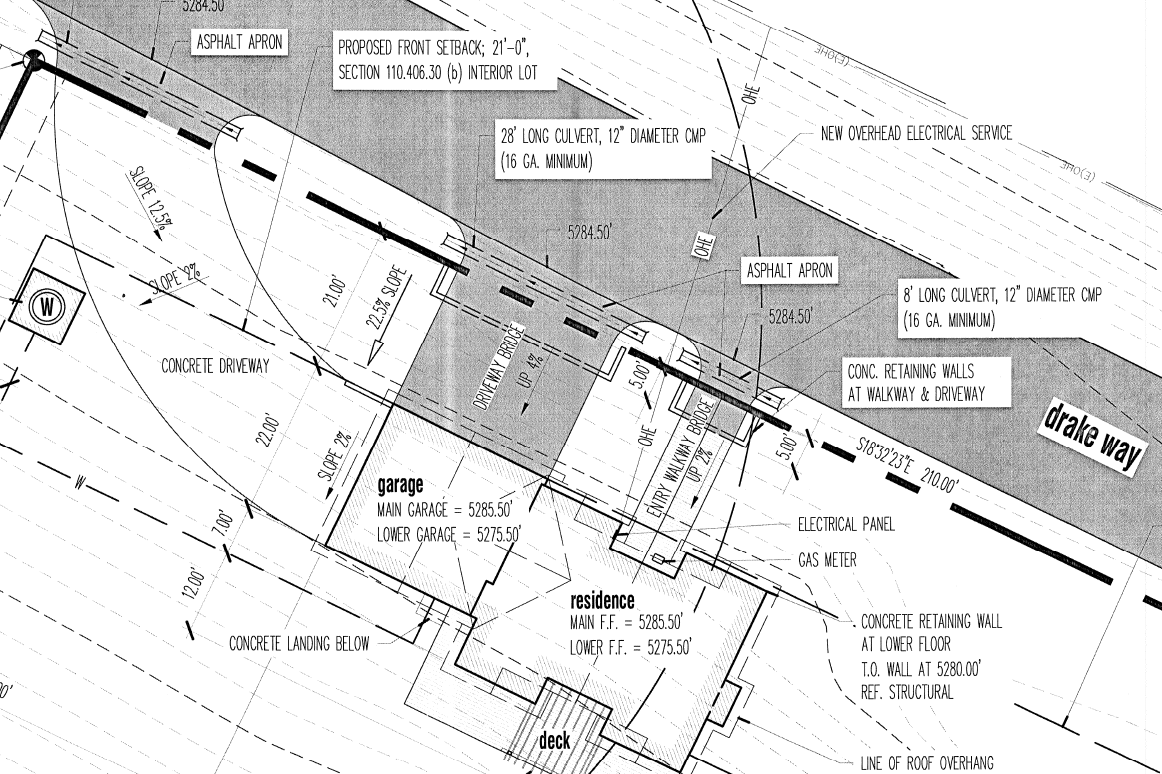 5284.50'
ASPHALT APRON
PROPOSED FRONT SETBACK; 21'-0",
SECTION 110.406.30 (b) INTERIOR LOT
(E)OHE
OHE
28' LONG CULVERT, 12" DIAMETER CMP
(16 GA. MINIMUM)
NEW OVERHEAD ELECTRICAL SERVICE
(E)OHE
SLOPE 12.5%
5284.50'
OHE
SLOPE 2%
21.00'
22.5% SLOPE
ASPHALT APRON
8' LONG CULVERT, 12" DIAMETER CMP
(16 GA. MINIMUM)
W
5284.50'
CONCRETE DRIVEWAY
DRIVEWAY BRIDGE
UP 4%
5.00'
CONC. RETAINING WALLS
AT WALKWAY & DRIVEWAY
drake way
22.00'
SLOPE 2%
OHE
ENTRY WALKWAY BRIDGE
UP 2%
5.00'
S18°32'23"E 210.00'
W
garage
MAIN GARAGE = 5285.50'
LOWER GARAGE = 5275.50'
7.00'
ELECTRICAL PANEL
GAS METER
12.00'
residence
MAIN F.F. = 5285.50'
LOWER F.F. = 5275.50'
CONCRETE LANDING BELOW
CONCRETE RETAINING WALL
AT LOWER FLOOR
T.O. WALL AT 5280.00'
REF. STRUCTURAL
deck
LINE OF ROOF OVERHANG